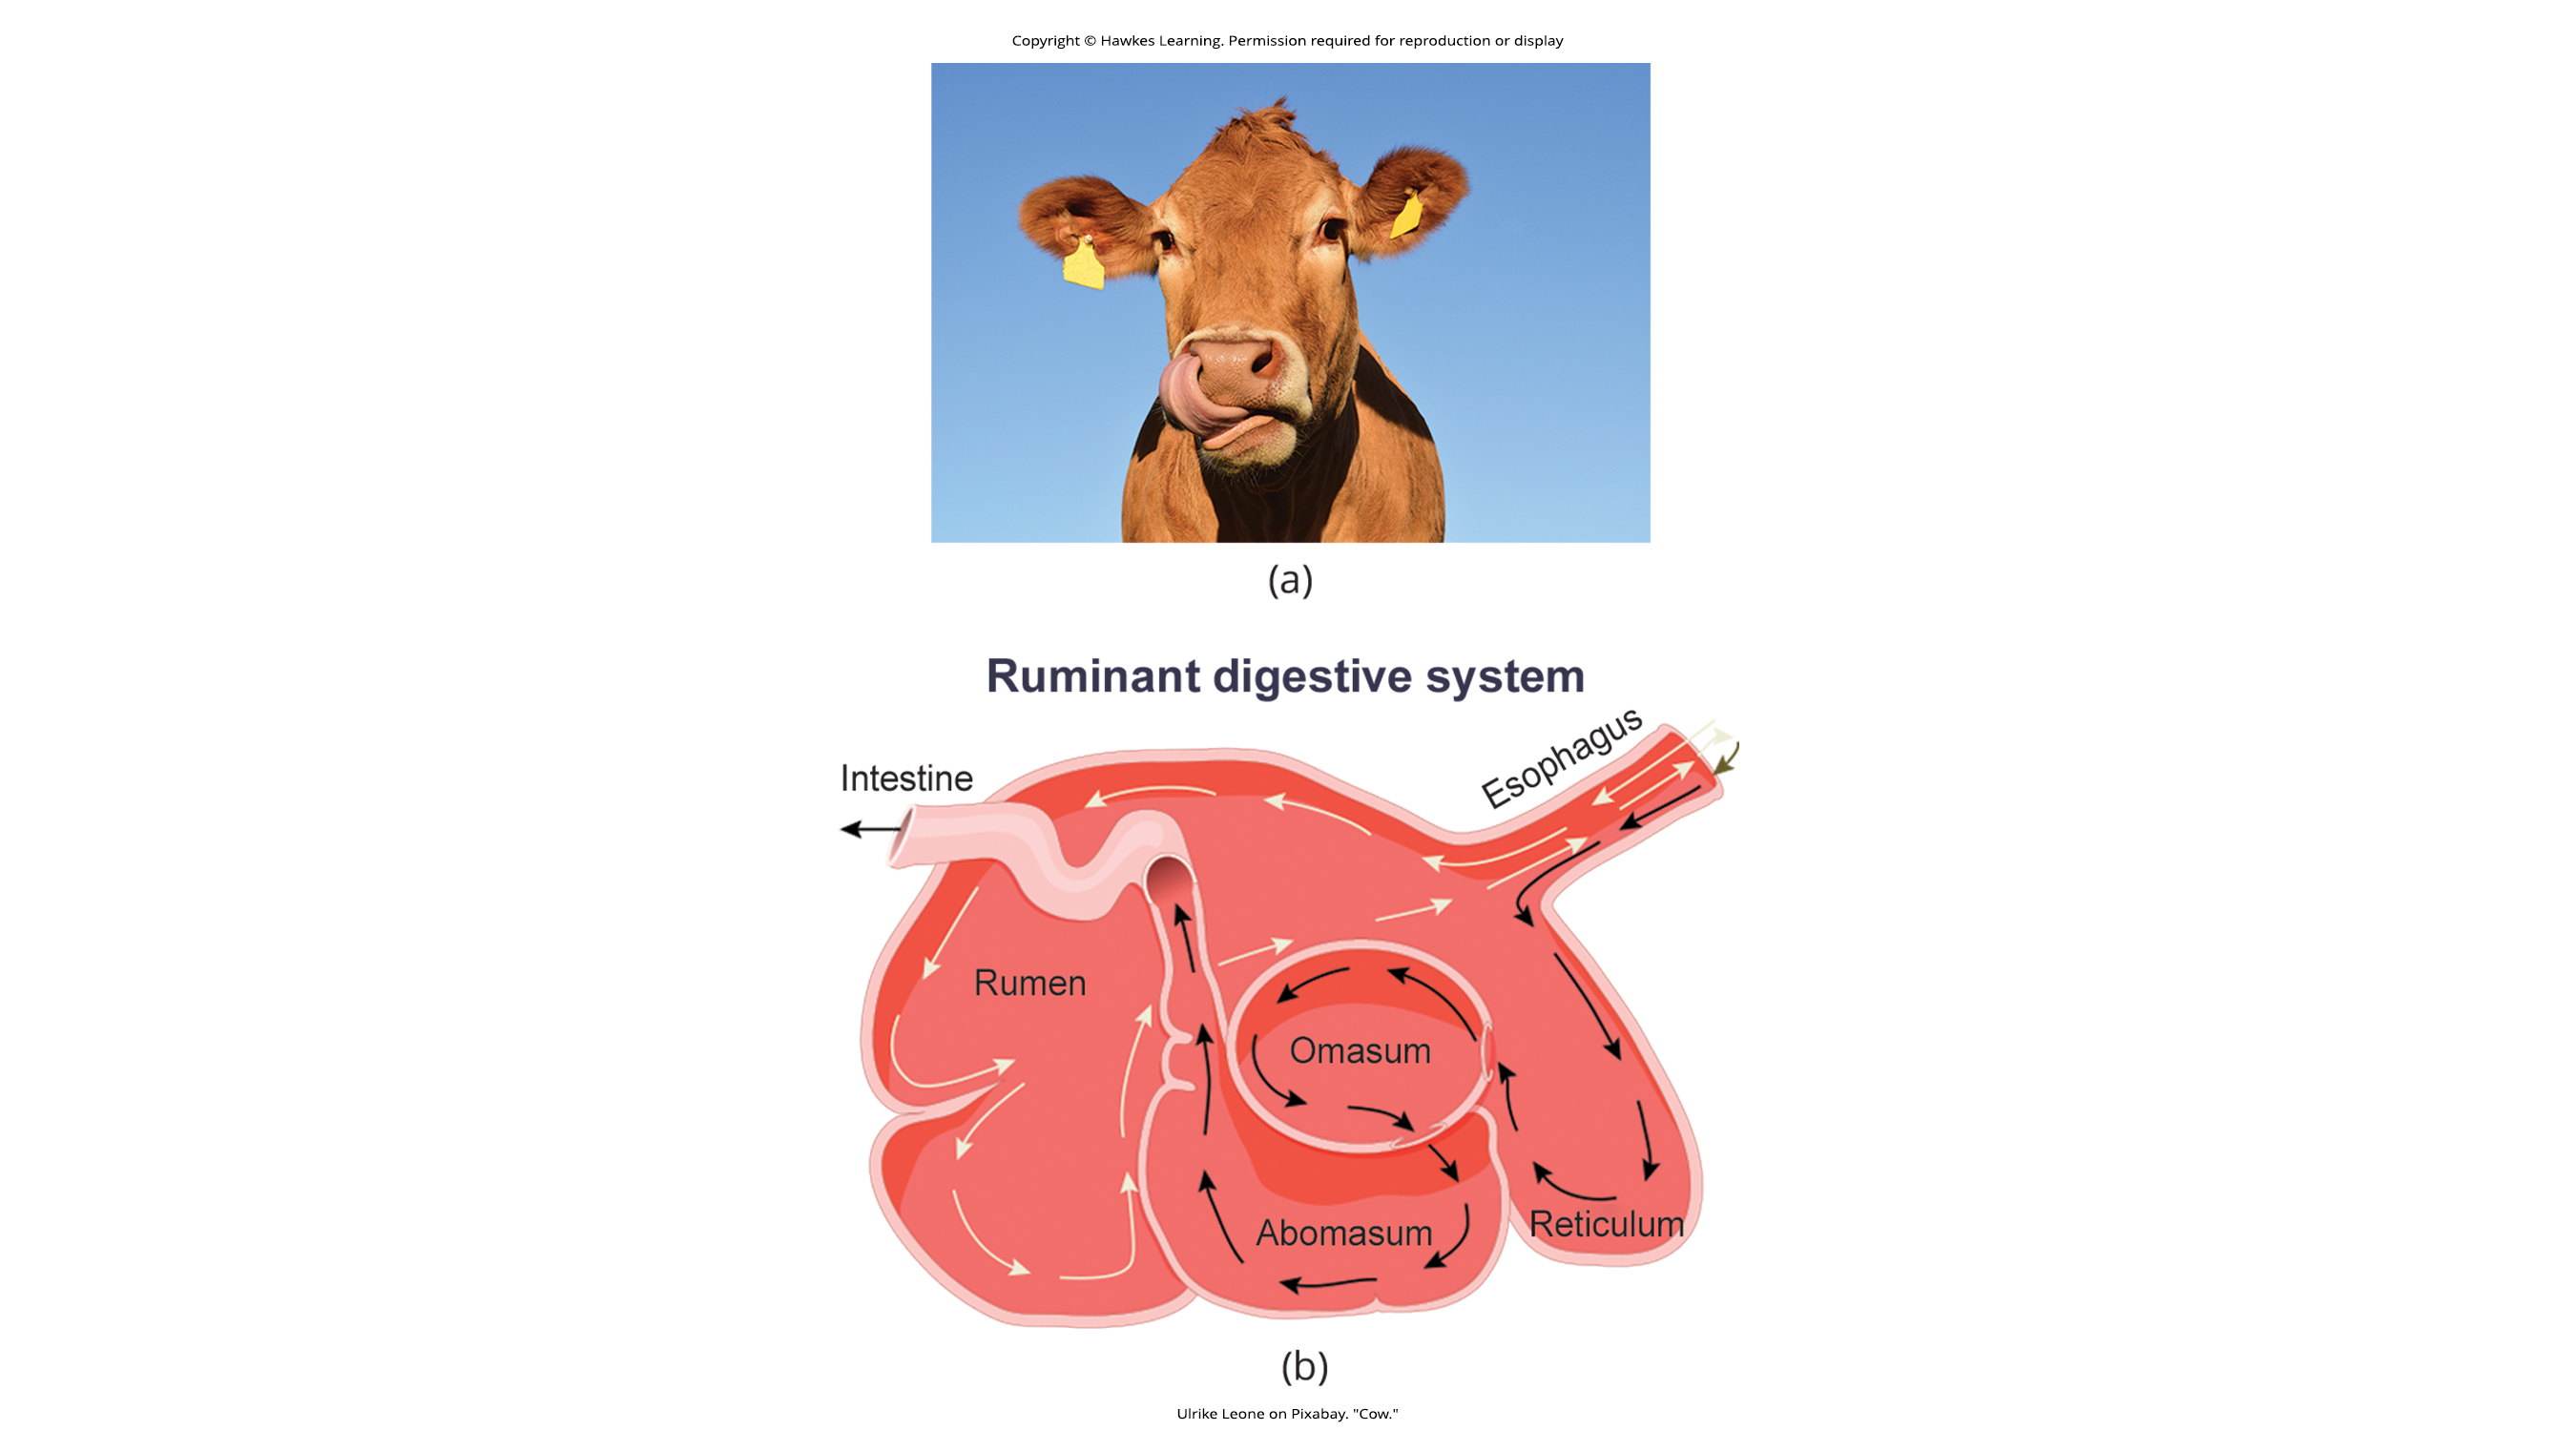 Copyright © Hawkes Learning. Permission required for reproduction or display
(a)
Ruminant digestive system
Esophagus
Intestine
Rumen
Omasum
Abomasum
Reticulum
(b)
Ulrike Leone on Pixabay. "Cow."